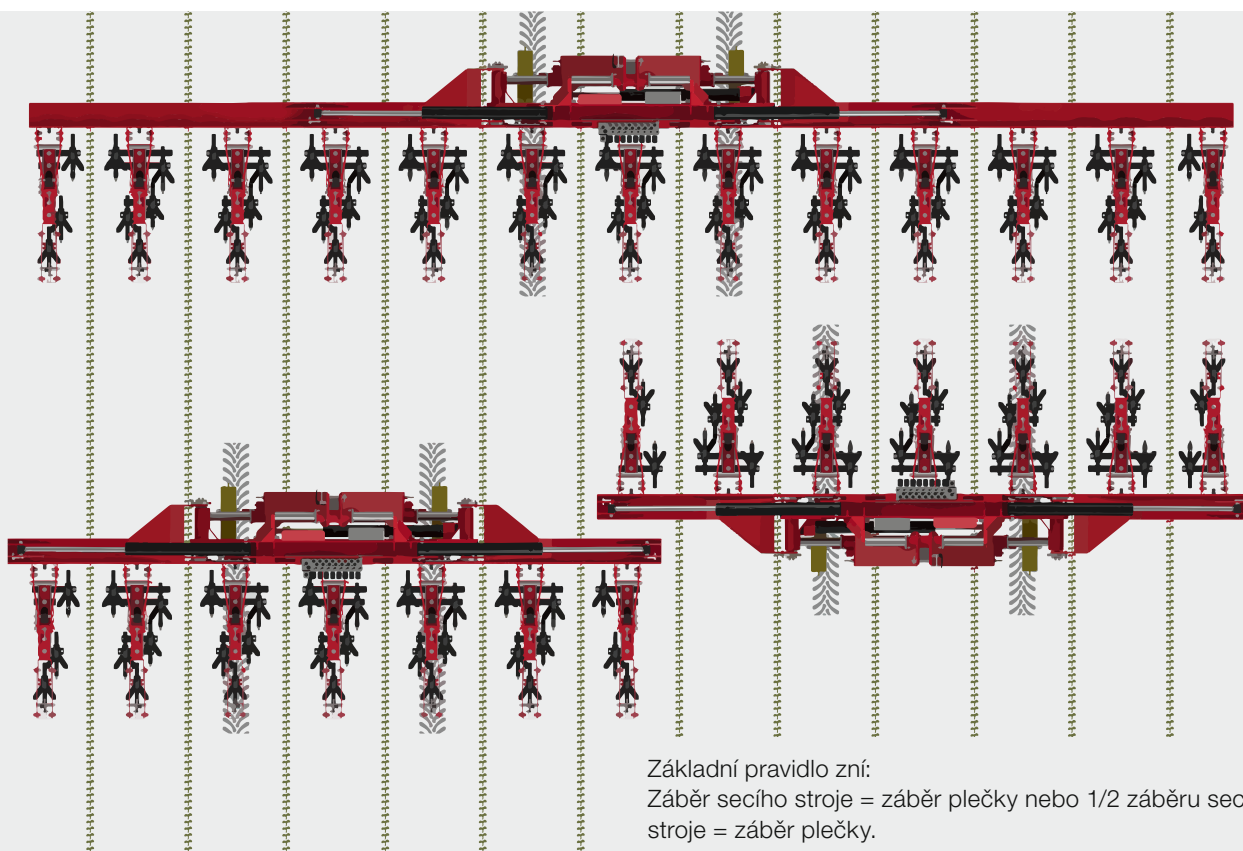 Základní pravidlo zní:
Záběr secího stroje = záběr plečky nebo 1/2 záběru sec
stroje = záběr plečky.